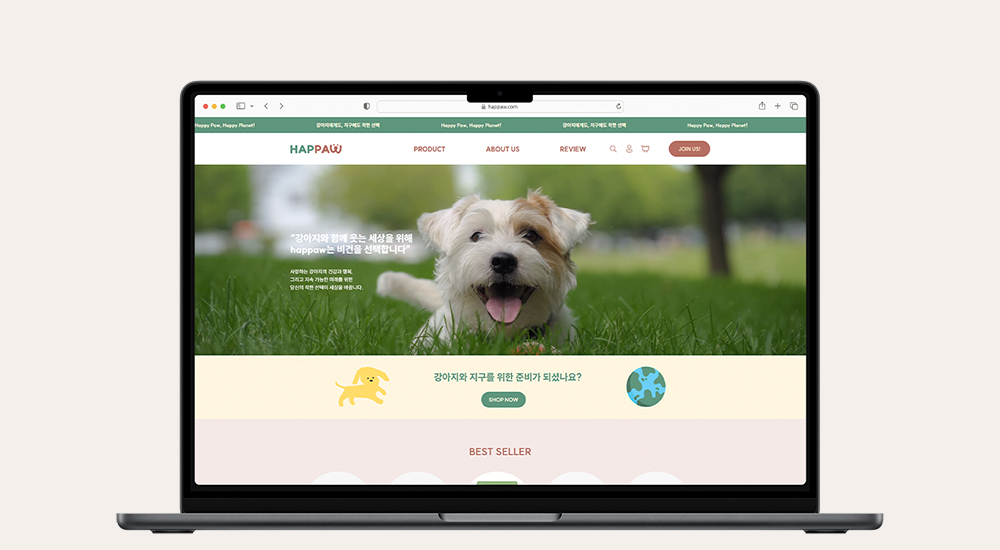 happaw.com
Happy Paw, Happy Planet!
강아지에게도, 지구에도 착한 선택
Happy Paw, Happy Planet!
강아지에게도, 지구에도 착한 선택
Happy Paw, Happy Planet!
HAPPAW
PRODUCT
ABOUT US
REVIEW
JOIN US!
"강아지와 함께 웃는 세상을 위해
happaw는 비건을 선택합니다"
사랑하는 강아지의 건강과 행복,
그리고 지속 가능한 미래를 위한
당신의 착한 선택이 세상을 바꿉니다.
강아지와 지구를 위한 준비가 되셨나요?
SHOP NOW
BEST SELLER